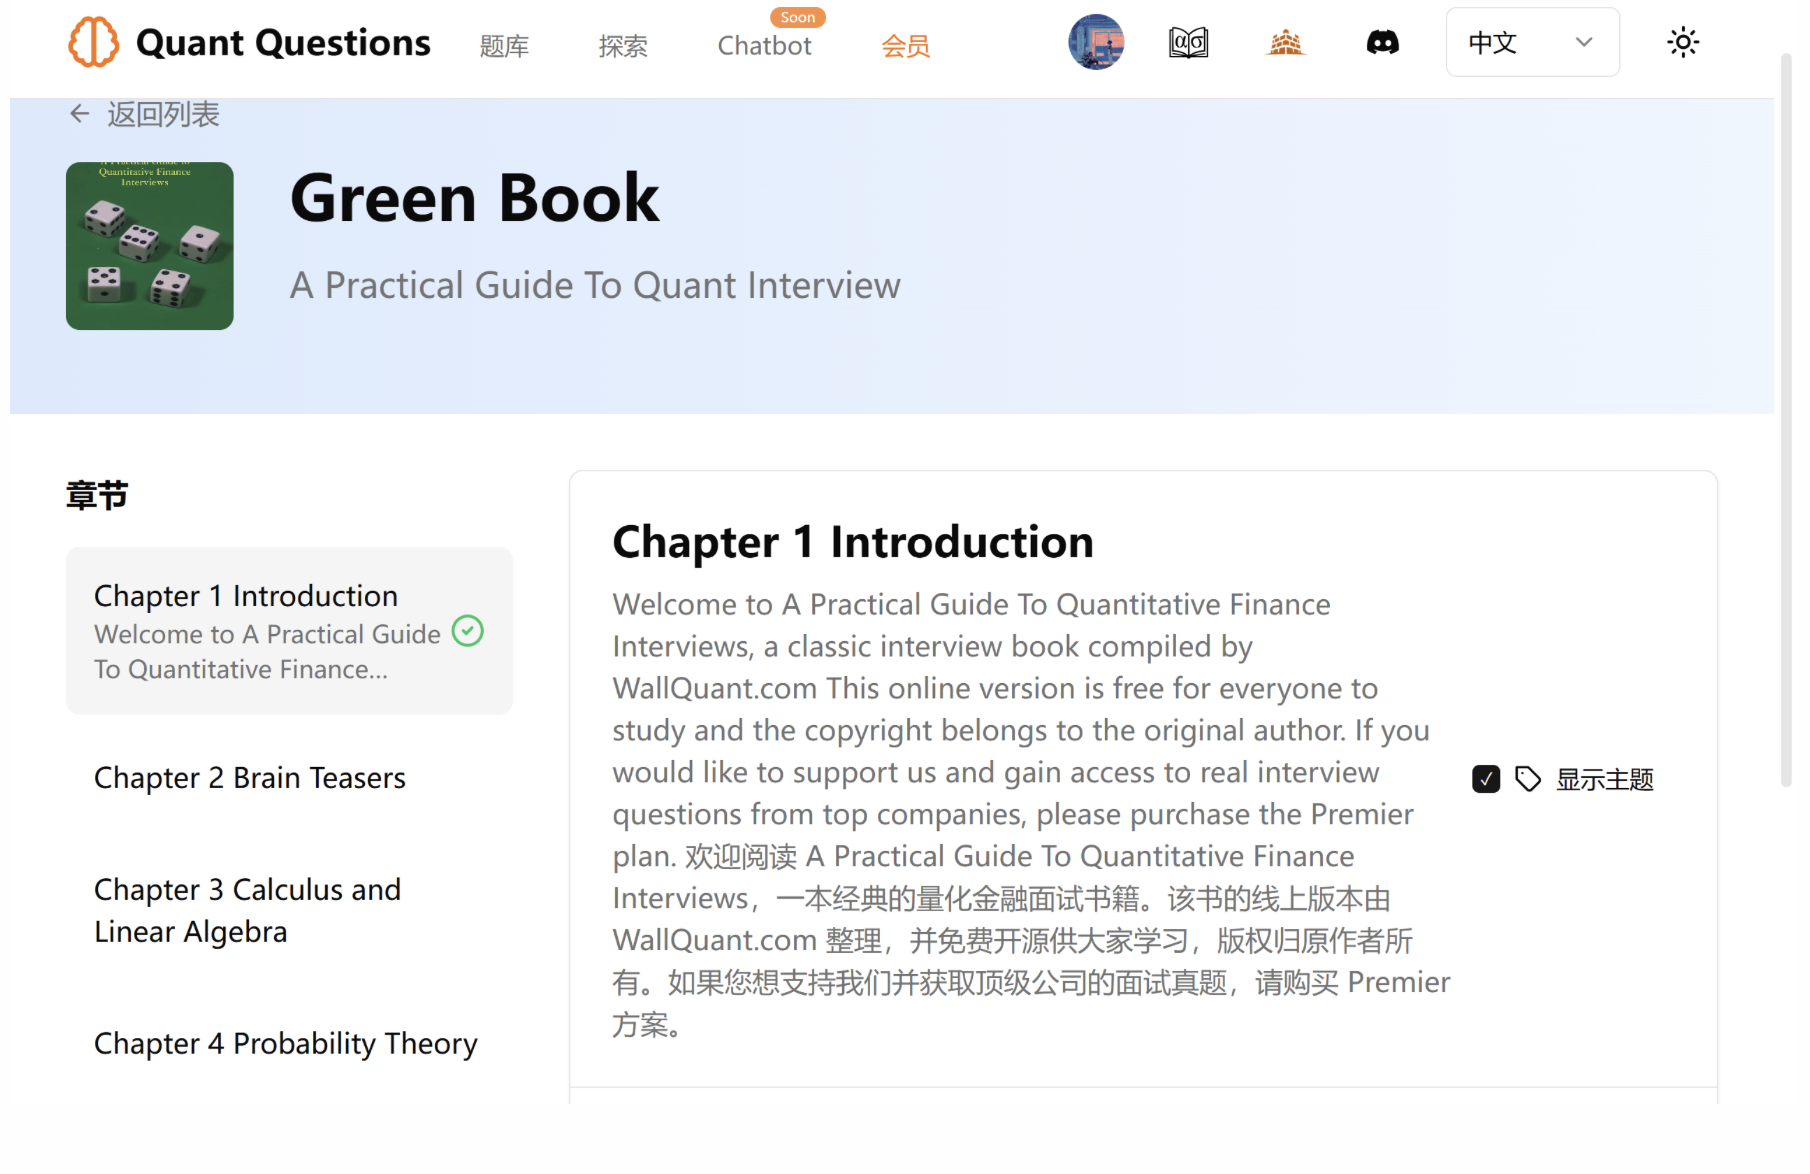 Quant Questions
题库
探索
Soon
Chatbot
会员
中文
返回列表
Quantitative Finance
Interviews
Green Book
A Practical Guide To Quant Interview
章节
Chapter 1 Introduction
Welcome to A Practical Guide
To Quantitative Finance...
Chapter 2 Brain Teasers
Chapter 3 Calculus and
Linear Algebra
Chapter 4 Probability Theory
Chapter 1 Introduction
Welcome to A Practical Guide To Quantitative Finance
Interviews, a classic interview book compiled by
WallQuant.com This online version is free for everyone to
study and the copyright belongs to the original author. If you
would like to support us and gain access to real interview
questions from top companies, please purchase the Premier
plan. 欢迎阅读 A Practical Guide To Quantitative Finance
Interviews，一本经典的量化金融面试书籍。该书的线上版本由
WallQuant.com 整理，并免费开源供大家学习，版权归原作者所
有。如果您想支持我们并获取顶级公司的面试真题，请购买 Premier
方案。
显示主题